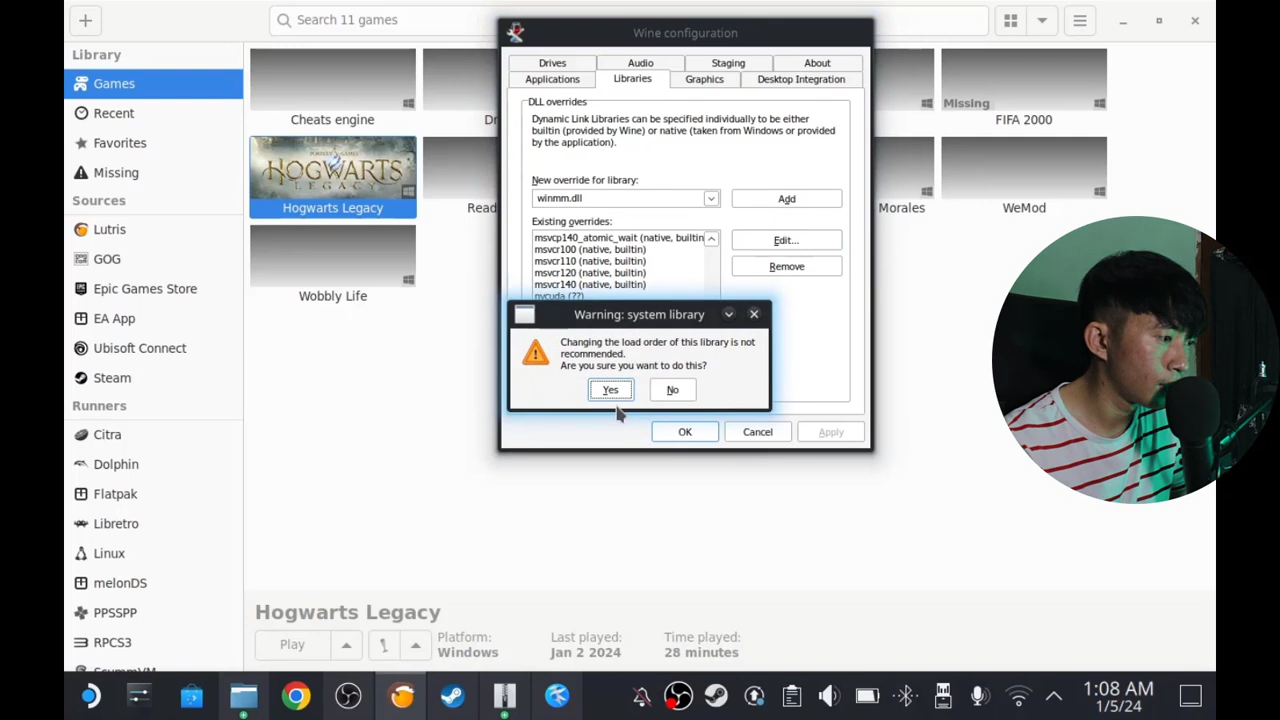 Search 11 games
Wine configuration
Library
Games
Recent
Favorites
Missing
Sources
Lutris
GOG
Epic Games Store
EA App
Ubisoft Connect
Steam
Runners
Citra
Dolphin
Flatpak
Libretro
Linux
melonDS
PPSSPP
RPCS3
ScummVM
Cheats engine
HOGWARTS
LEGACY
Hogwarts Legacy
Wobbly Life
Dr
Read
Missing
FIFA 2000
Morales
WeMod
Drives
Audio
Staging
About
Applications
Libraries
Graphics
Desktop Integration
DLL overrides
Dynamic Link Libraries can be specified individually to be either
builtin (provided by Wine) or native (taken from Windows or provided
by the application).
New override for library:
winmm.dll
Add
Existing overrides:
msvcp140_atomic_wait (native, builtin
msvcr100 (native, builtin)
msvcr110 (native, builtin)
msvcr120 (native, builtin)
msvcr140 (native, builtin)
nvcuda (??)
Edit...
Remove
Warning: system library
Changing the load order of this library is not
recommended.
Are you sure you want to do this?
Yes
No
OK
Cancel
Apply
Hogwarts Legacy
Play
Platform:
Windows
Last played:
Jan 2 2024
Time played:
28 minutes
1:08 AM
1/5/24